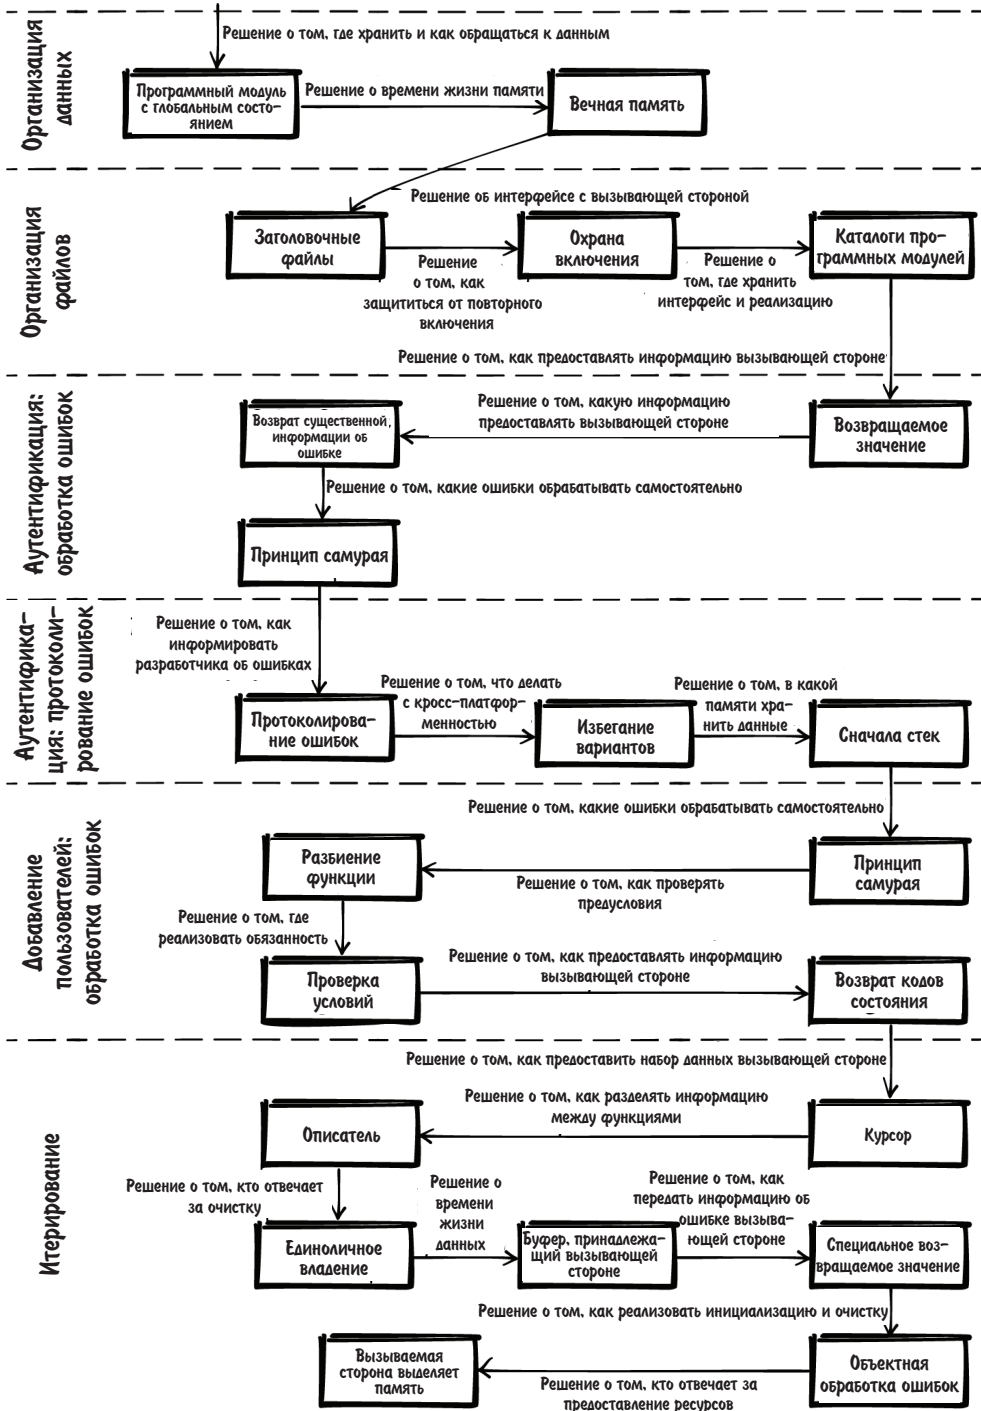 Организация
данных
Решение о том, где хранить и как обращаться к данным
Программный модуль
с глобальным состо-
янием
Решение о времени жизни памяти
Вечная память
Организация
файлов
Решение об интерфейсе с вызывающей стороной
Заголовочные
файлы
Решение
о том, как
защититься от повторного
включения
Охрана
включения
Решение о
том, где хранить
интерфейс и реализацию
Каталоги про-
граммных модулей
Решение о том, как предоставлять информацию вызывающей стороне
Аутентификация:
обработка ошибок
Возвращаемое
значение
Решение о том, какую информацию
предоставлять вызывающей стороне
Возврат существенной
информации об
ошибке
Решение о том, какие ошибки обрабатывать самостоятельно
Принцип самурая
Аутентифика-
ция: протоколи-
рование ошибок
Решение о том, как
информировать
разработчика об ошибках
Протоколирова-
ние ошибок
Решение о том, что делать
с кросс-платфор-
менностью
Избегание
вариантов
Решение о том, в какой
памяти хра-
нить данные
Сначала стек
Добавление
пользователей:
обработка ошибок
Решение о том, какие ошибки обрабатывать самостоятельно
Принцип
самурая
Решение о том, как проверять
предусловия
Разбиение
функции
Решение о том, где
реализовать обязанность
Проверка
условий
Решение о том, как предоставлять информацию
вызывающей стороне
Возврат кодов
состояния
Итерирование
Решение о том, как предоставить набор данных вызывающей стороне
Курсор
Решение о том, как разделять информацию
между функциями
Описатель
Решение о том, кто отвечает
за очистку
Единоличное
владение
Решение о
времени
жизни
данных
Буфер, принадлежа-
щий вызывающей
стороне
Решение о том, как
передать информацию об
ошибке вызыва-
ющей стороне
Специальное воз-
вращаемое значение
Решение о том, как реализовать инициализацию и очистку
Объектная
обработка ошибок
Решение о том, кто отвечает за
предоставление ресурсов
Вызываемая
сторона выделяет
память